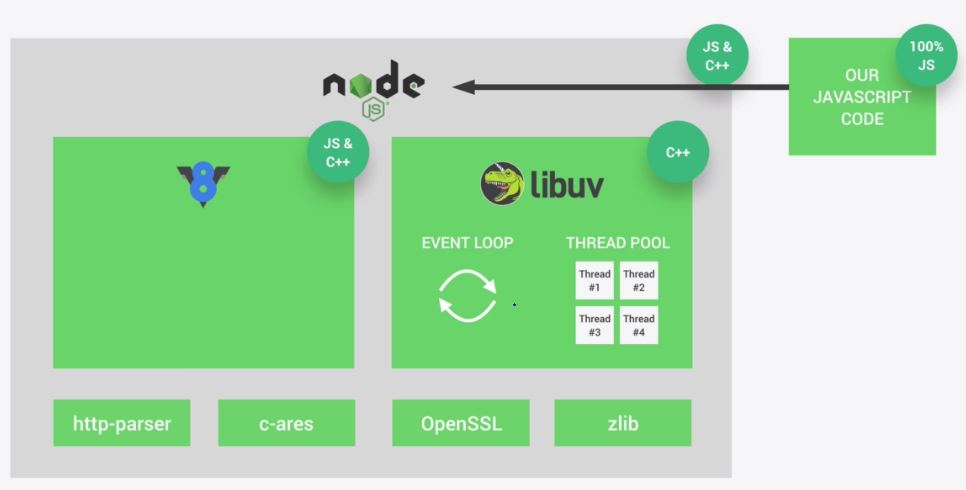 JS &
C++
100%
JS
OUR
JAVASCRIPT
CODE
node
JS
JS &
C++
V8
C++
libuv
EVENT LOOP
THREAD POOL
Thread
#1
Thread
#2
Thread
#3
Thread
#4
http-parser
c-ares
OpenSSL
zlib